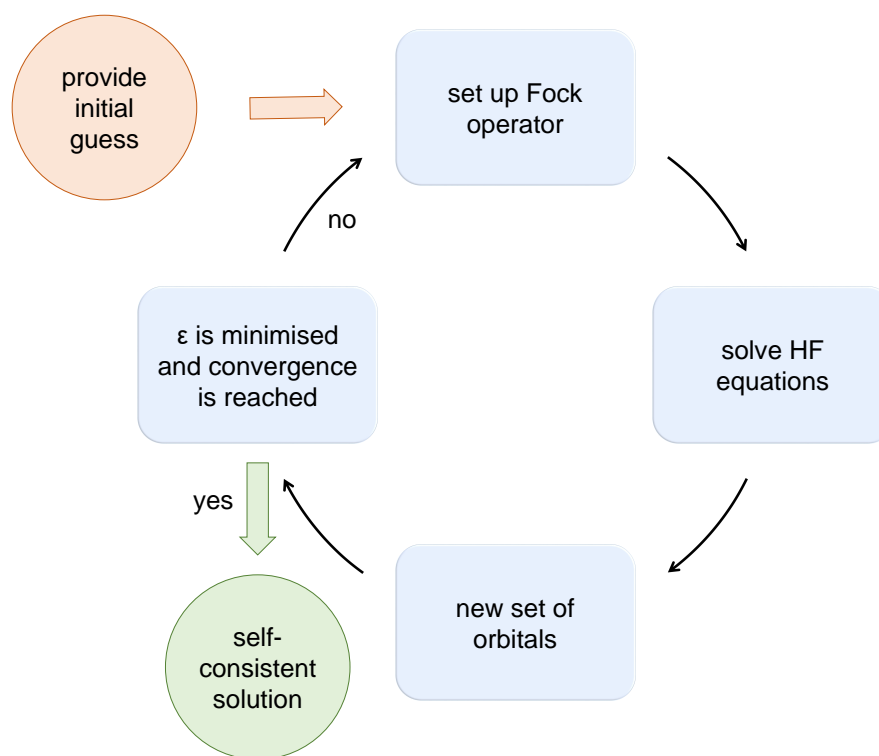 provide
initial
guess
set up Fock
operator
no
ε is minimised
and convergence
is reached
solve HF
equations
yes
new set of
orbitals
self-
consistent
solution